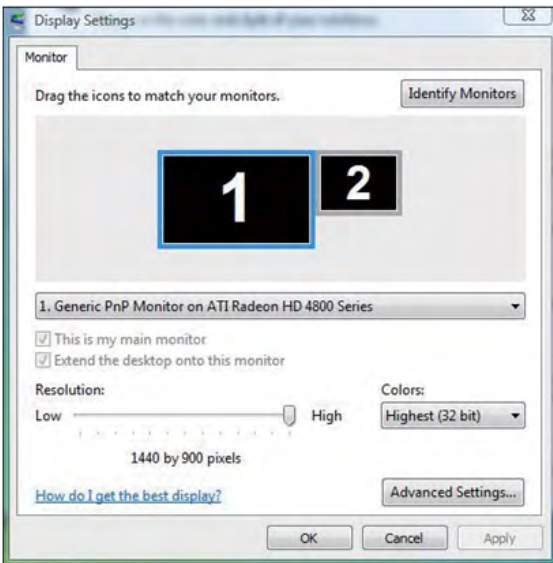 Display Settings
Monitor
Drag the icons to match your monitors.
Identify Monitors
1
2
1. Generic PnP Monitor on ATI Radeon HD 4800 Series
This is my main monitor
Extend the desktop onto this monitor
Resolution:
Colors:
Low
High
Highest (32 bit)
1440 by 900 pixels
How do I get the best display?
Advanced Settings...
OK
Cancel
Apply